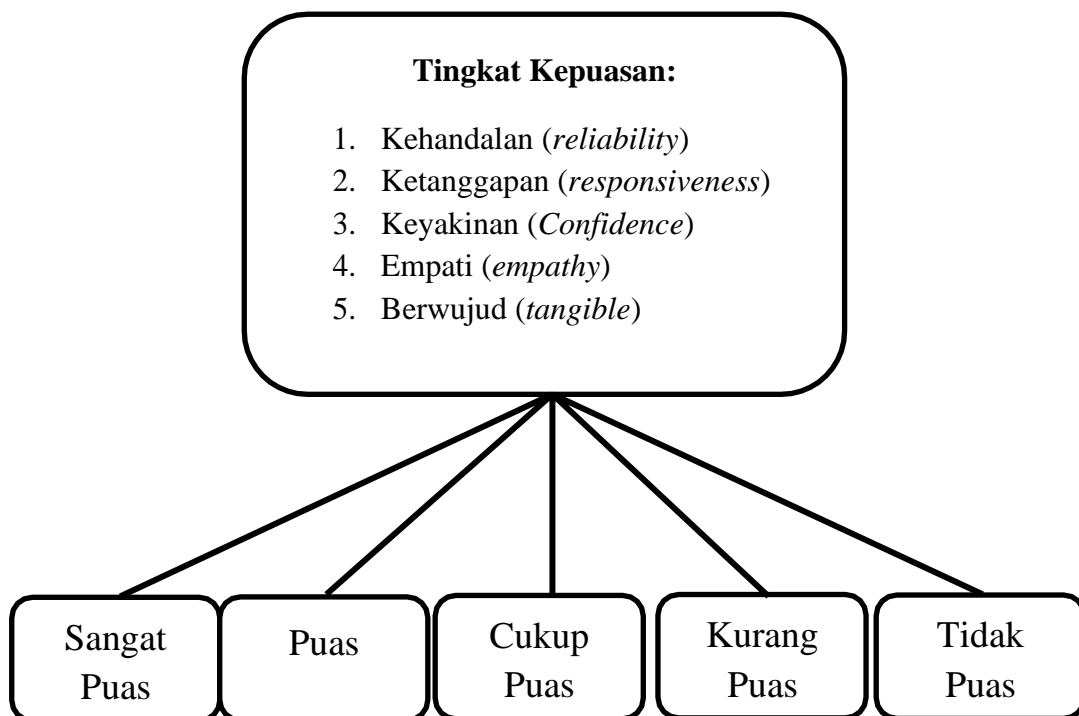 Tingkat Kepuasan:
1. Kehandalan (reliability)
2. Ketanggapan (responsiveness)
3. Keyakinan (Confidence)
4. Empati (empathy)
5. Berwujud (tangible)
Sangat
Puas
Puas
Cukup
Puas
Kurang
Puas
Tidak
Puas